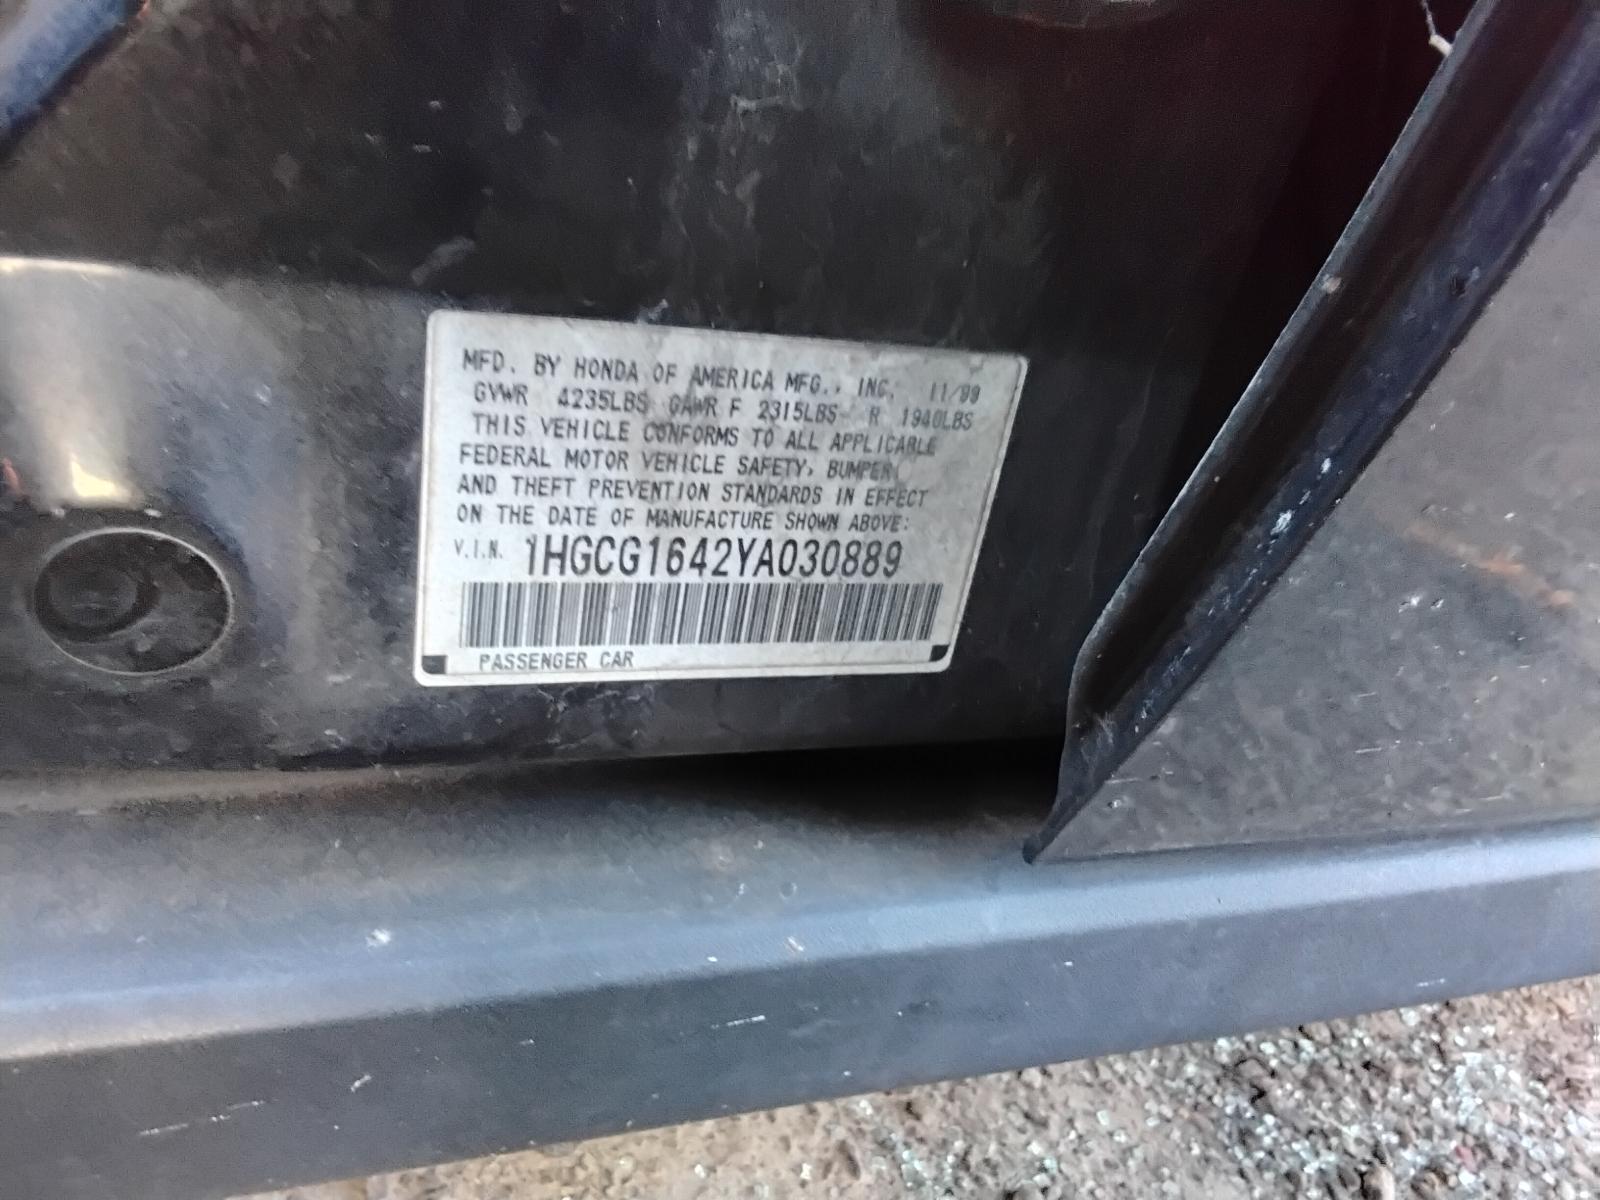 MFD. BY HONDA OF AMERICA MFG., INC. 11/99
GVWR 4235LBS GAWR F 2315LBS R 1940LBS
THIS VEHICLE CONFORMS TO ALL APPLICABLE
FEDERAL MOTOR VEHICLE SAFETY, BUMPER
AND THEFT PREVENTION STANDARDS IN EFFECT
ON THE DATE OF MANUFACTURE SHOWN ABOVE:
V.I.N. 1HGCG1642YA030889
PASSENGER CAR